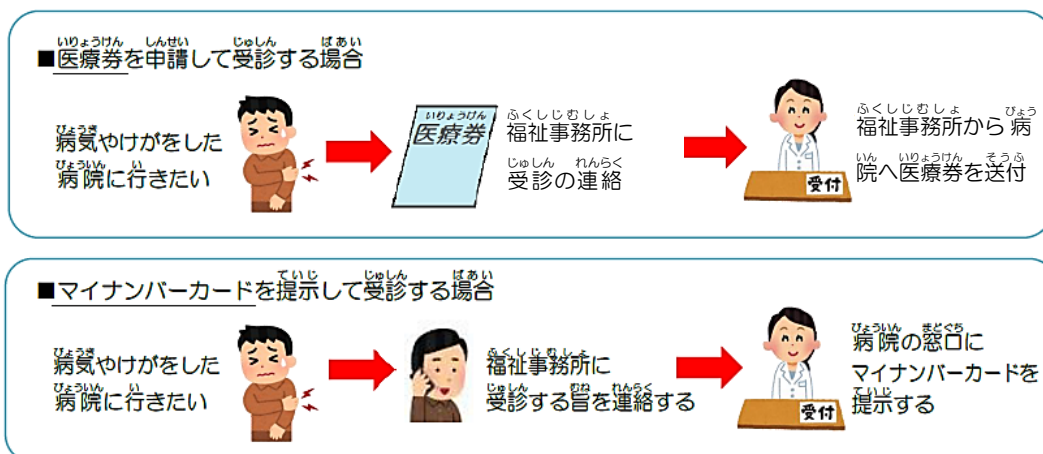 ■医療券を申請して受診する場合
病気やけがをした
病院に行きたい
医療券
福祉事務所に
受診の連絡
受付
福祉事務所から病
院へ医療券を送付
■マイナンバーカードを提示して受診する場合
病気やけがをした
病院に行きたい
福祉事務所に
受診する旨を連絡する
受付
病院の窓口に
マイナンバーカードを
提示する